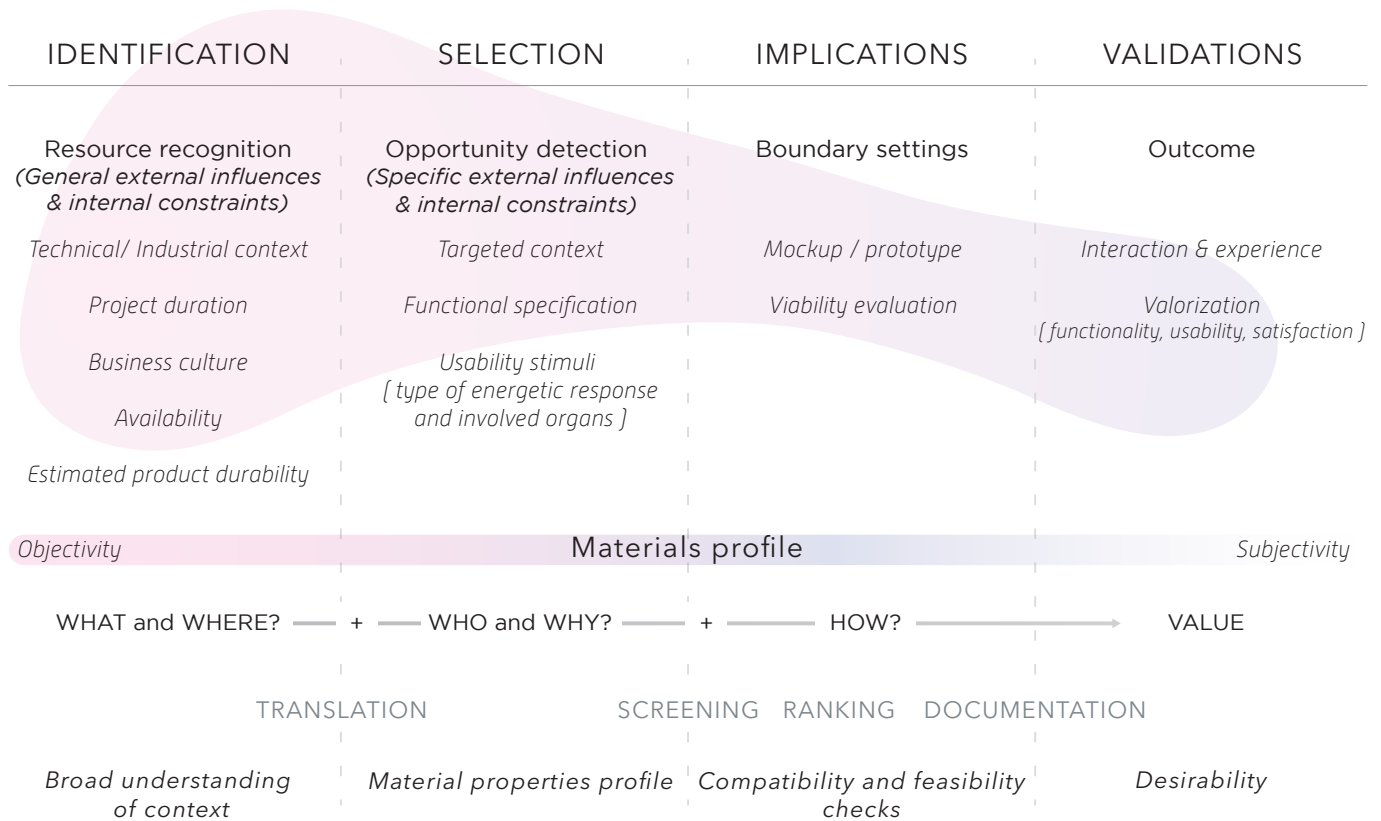 IDENTIFICATION
SELECTION
IMPLICATIONS
VALIDATIONS
Resource recognition
(General external influences
& internal constraints)
Opportunity detection
(Specific external influences
& internal constraints)
Boundary settings
Outcome
Technical/ Industrial context
Targeted context
Mockup / prototype
Interaction & experience
Project duration
Functional specification
Viability evaluation
Valorization
[ functionality, usability, satisfaction ]
Business culture
Usability stimuli
[ type of energetic response
and involved organs ]
Availability
Estimated product durability
Objectivity
Materials profile
Subjectivity
WHAT and WHERE? + WHO and WHY? + HOW? VALUE
TRANSLATION
SCREENING
RANKING
DOCUMENTATION
Broad understanding
of context
Material properties profile
Compatibility and feasibility
checks
Desirability